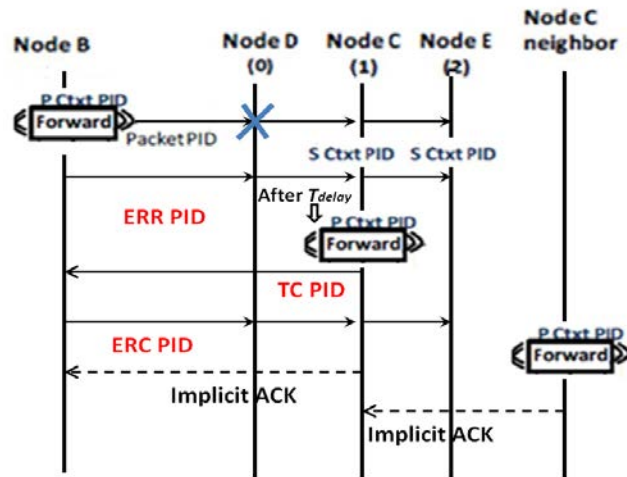 Node B
Node D
(0)
Node C
(1)
Node E
(2)
Node C
neighbor
P Ctxt PID
Forward
Packet PID
S Ctxt PID
S Ctxt PID
After Tdelay
ERR PID
P Ctxt PID
Forward
TC PID
ERC PID
P Ctxt PID
Forward
Implicit ACK
Implicit ACK